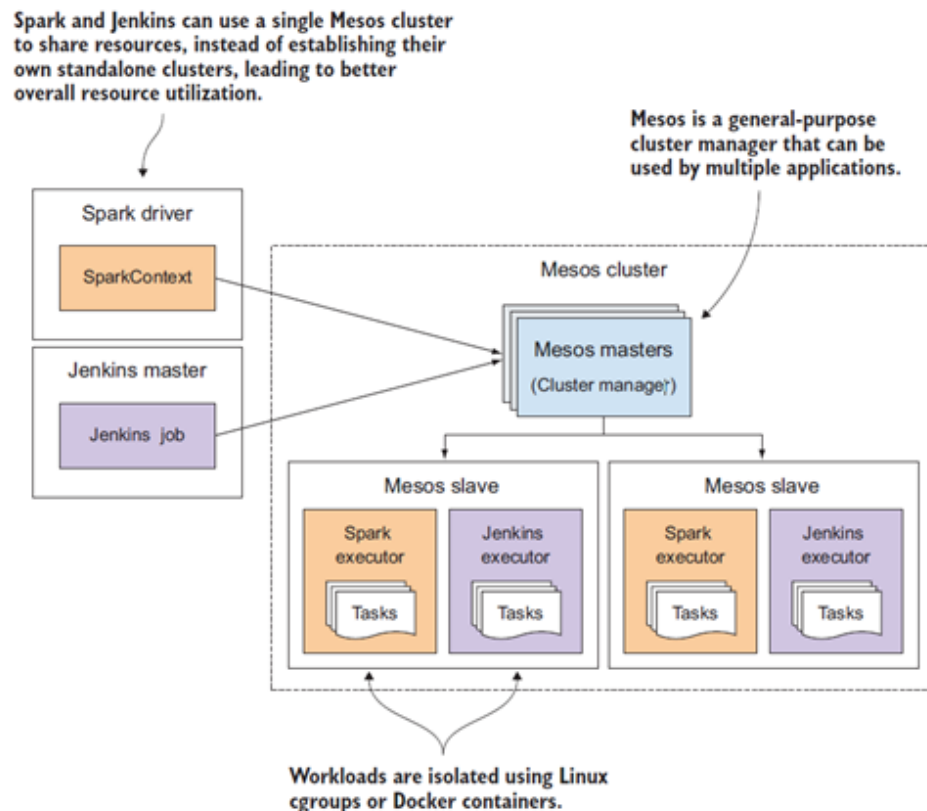 Spark and Jenkins can use a single Mesos cluster
to share resources, instead of establishing their
own standalone clusters, leading to better
overall resource utilization.
Mesos is a general-purpose
cluster manager that can be
used by multiple applications.
Spark driver
SparkContext
Jenkins master
Jenkins job
Mesos cluster
Mesos masters
(Cluster manager)
Mesos slave
Spark
executor
Tasks
Jenkins
executor
Tasks
Mesos slave
Spark
executor
Tasks
Jenkins
executor
Tasks
Workloads are isolated using Linux
cgroups or Docker containers.